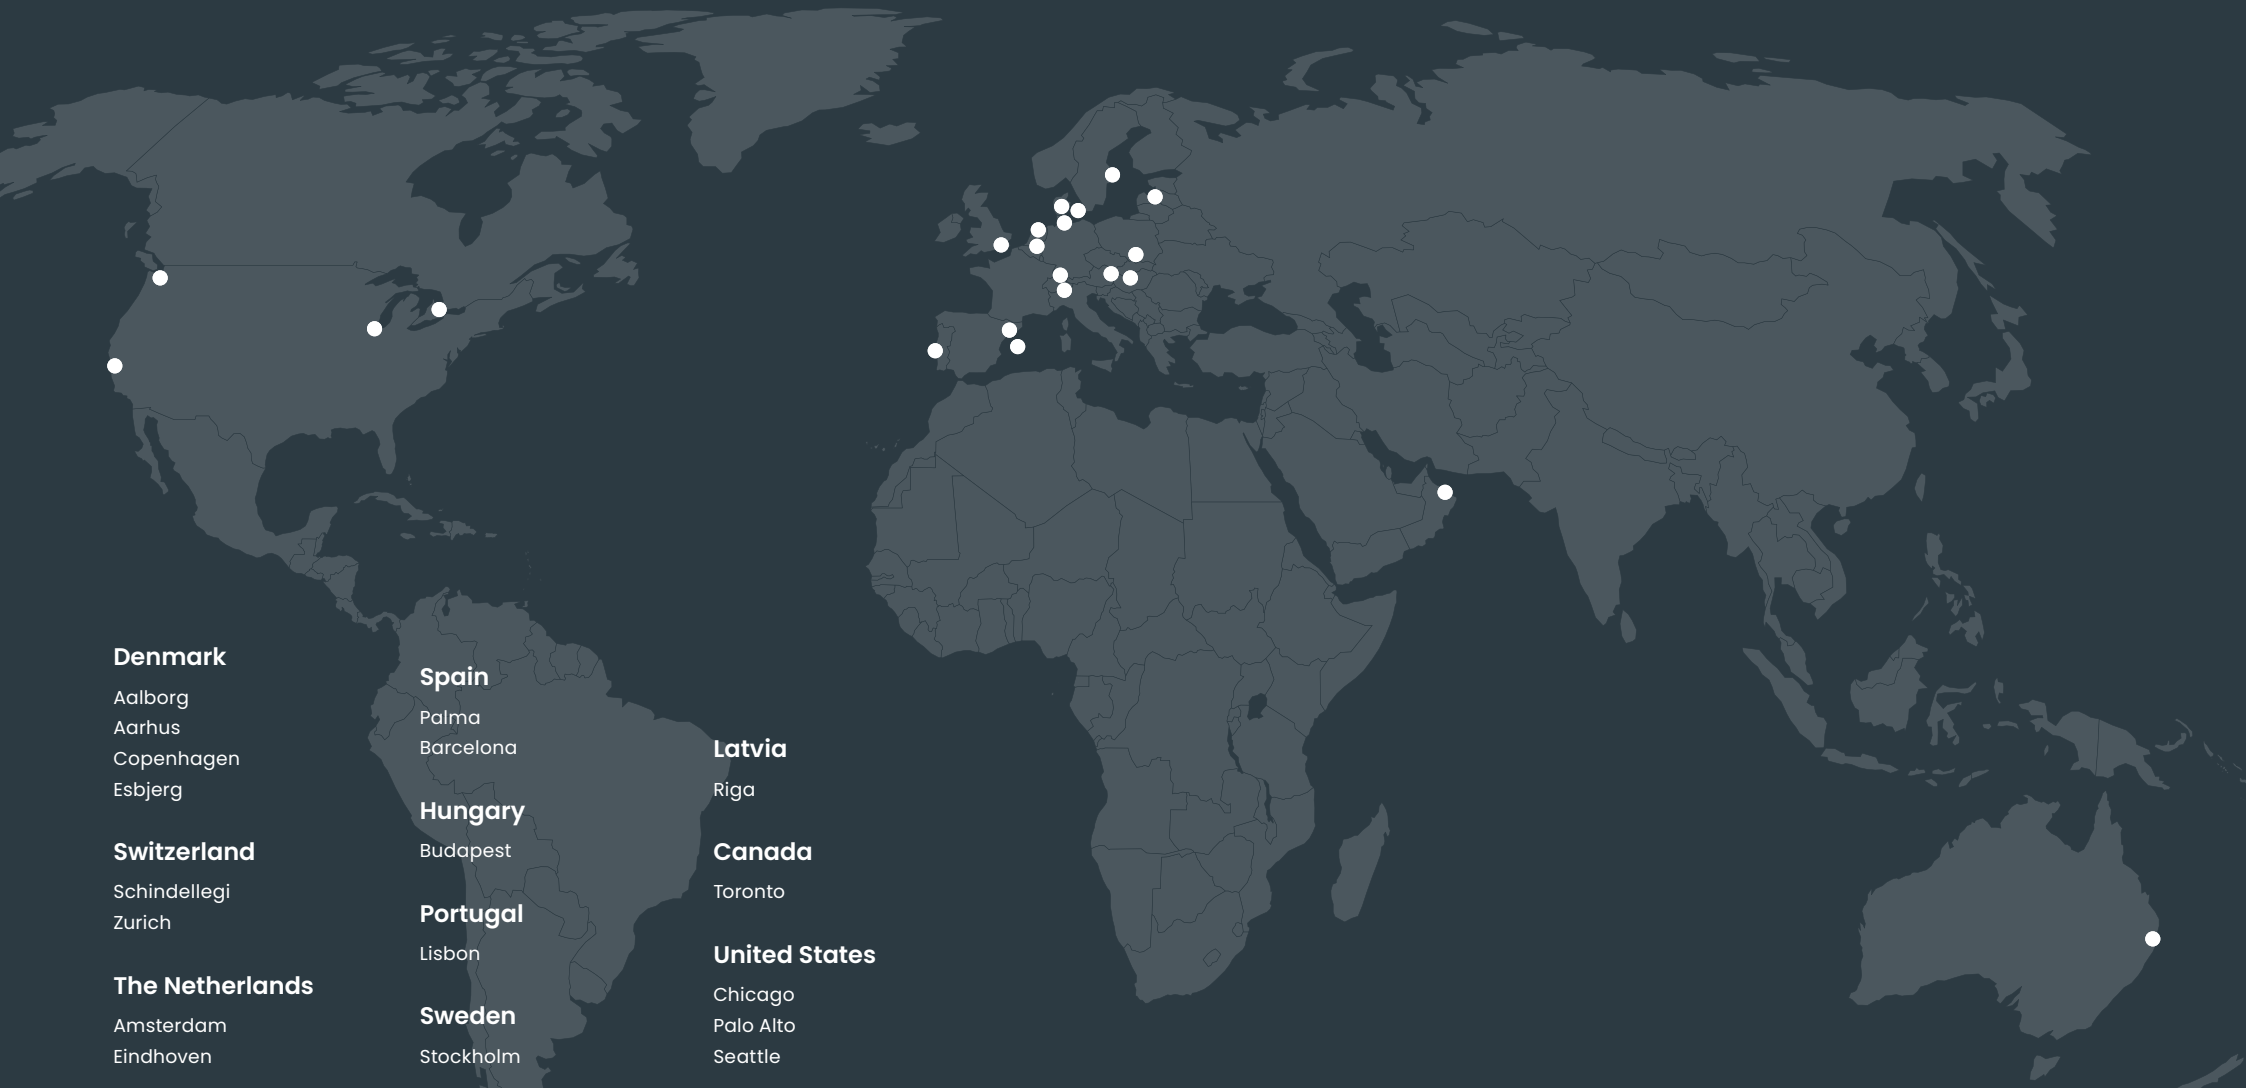 Denmark
Aalborg
Aarhus
Copenhagen
Esbjerg
Switzerland
Schindellegi
Zurich
The Netherlands
Amsterdam
Eindhoven
Spain
Palma
Barcelona
Hungary
Budapest
Portugal
Lisbon
Sweden
Stockholm
Latvia
Riga
Canada
Toronto
United States
Chicago
Palo Alto
Seattle